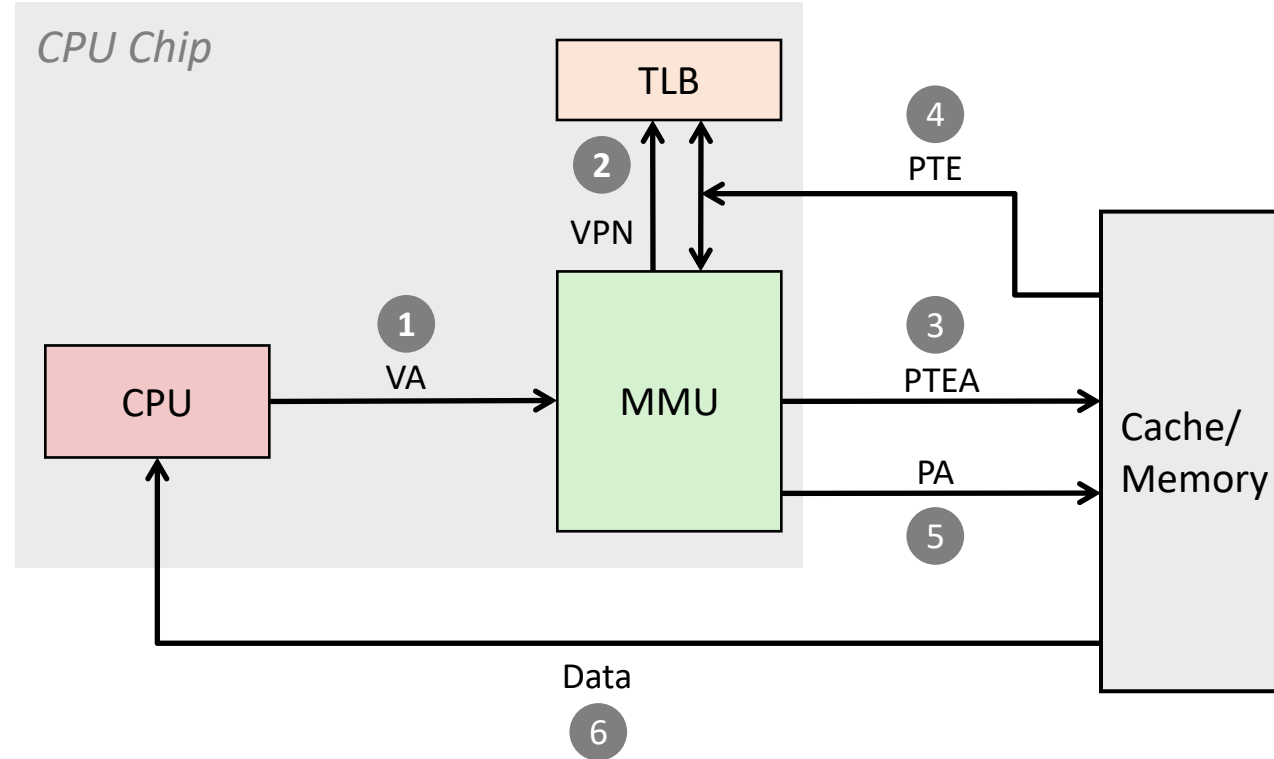 CPU Chip
TLB
4
PTE
2
VPN
1
VA
3
PTEA
CPU
MMU
Cache/
Memory
PA
5
Data
6